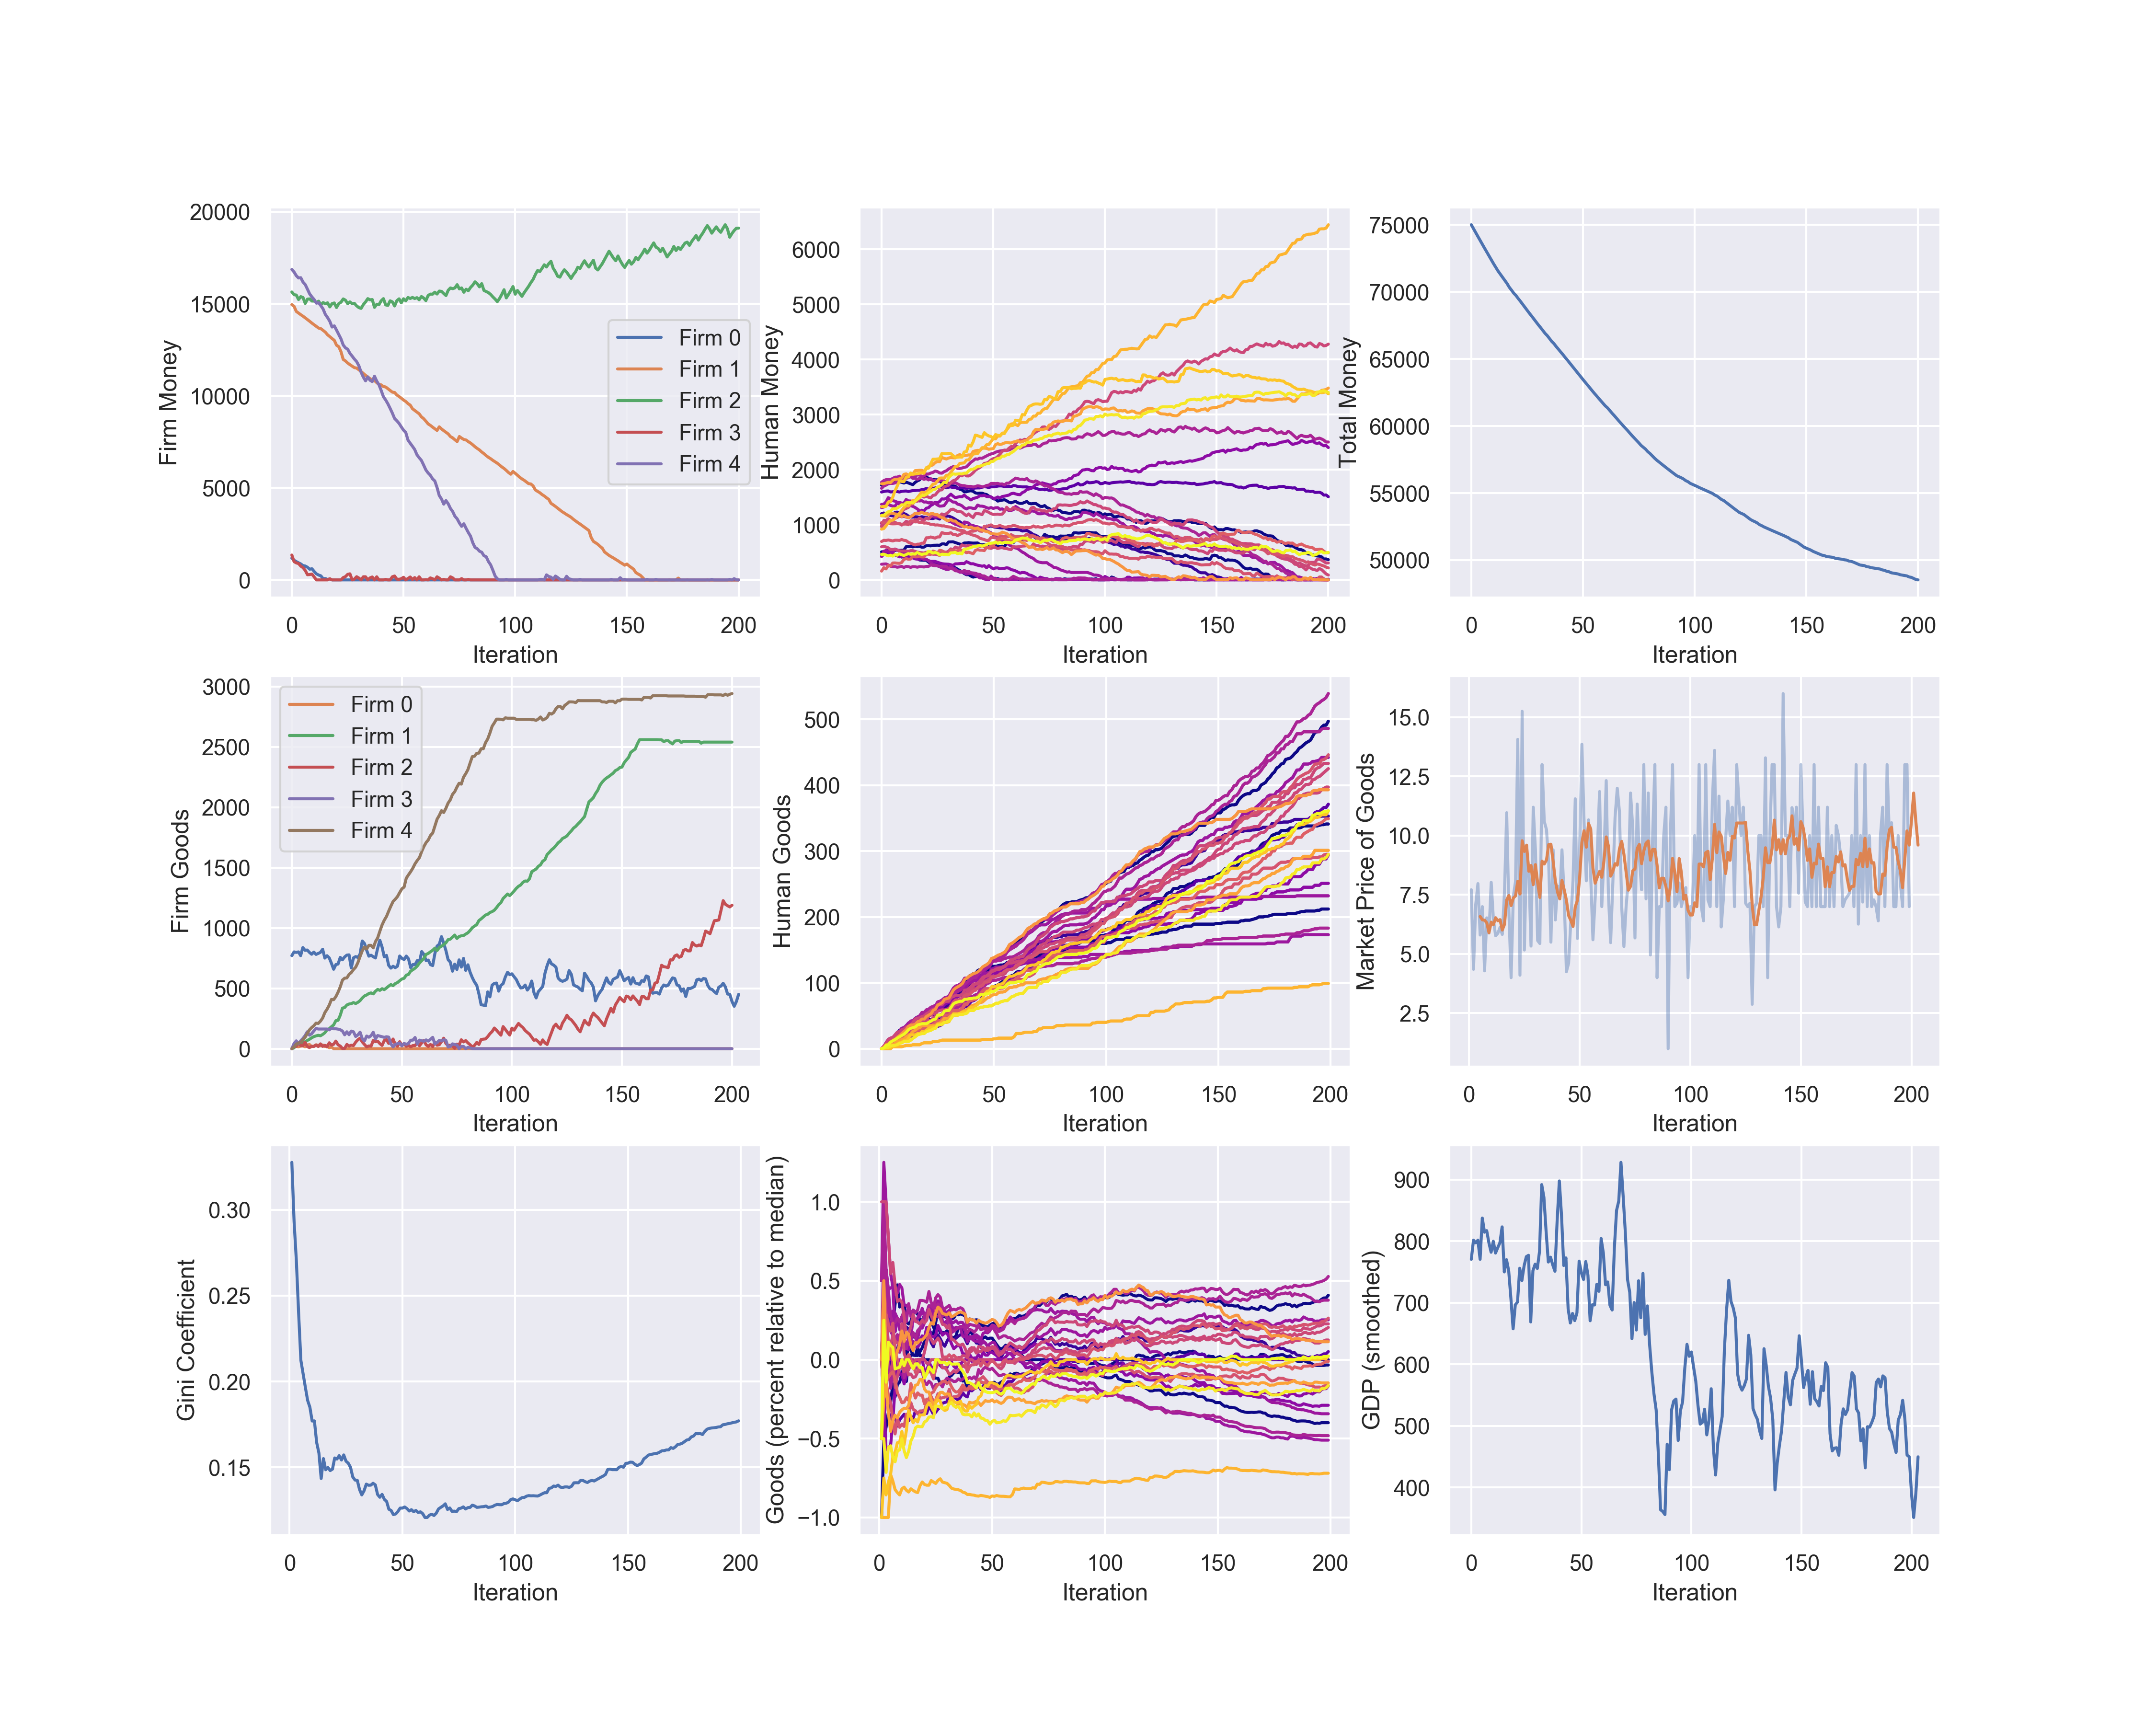 Firm Money
20000
15000
10000
5000
0
Firm 0
Firm 1
Firm 2
Firm 3
Firm 4
0 50 100 150 200
Iteration
Human Money
6000
5000
4000
3000
2000
1000
0
0 50 100 150 200
Iteration
Total Money
75000
70000
65000
60000
55000
50000
0 50 100 150 200
Iteration
Firm Goods
3000
2500
2000
1500
1000
500
0
Firm 0
Firm 1
Firm 2
Firm 3
Firm 4
0 50 100 150 200
Iteration
Human Goods
500
400
300
200
100
0
0 50 100 150 200
Iteration
Market Price of Goods
15.0
12.5
10.0
7.5
5.0
2.5
0 50 100 150 200
Iteration
Gini Coefficient
0.30
0.25
0.20
0.15
0 50 100 150 200
Iteration
Goods (percent relative to median)
1.0
0.5
0.0
−0.5
−1.0
0 50 100 150 200
Iteration
GDP (smoothed)
900
800
700
600
500
400
0 50 100 150 200
Iteration